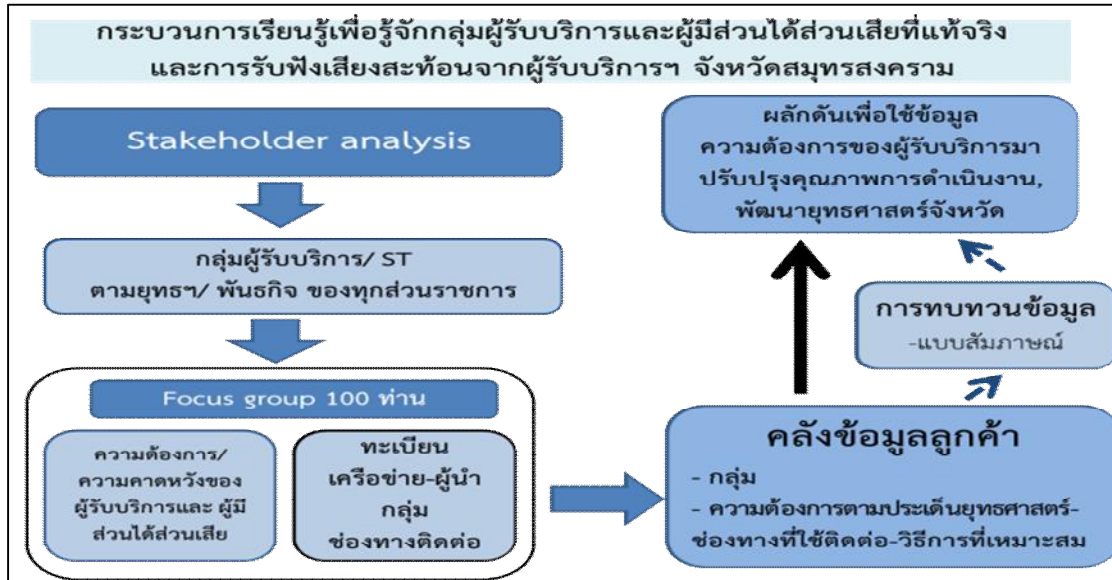 กระบวนการเรียนรู้เพื่อรู้จักกลุ่มผู้รับบริการและผู้มีส่วนได้ส่วนเสียที่แท้จริง
และการรับฟังเสียงสะท้อนจากผู้รับบริการฯ จังหวัดสมุทรสงคราม
Stakeholder analysis
กลุ่มผู้รับบริการ/ ST
ตามยุทธฯ/ พันธกิจ ของทุกส่วนราชการ
Focus group 100 ท่าน
ความต้องการ/
ความคาดหวังของ
ผู้รับบริการและ ผู้มี
ส่วนได้ส่วนเสีย
ทะเบียน
เครือข่าย-ผู้นำ
กลุ่ม
ช่องทางติดต่อ
คลังข้อมูลลูกค้า
- กลุ่ม
- ความต้องการตามประเด็นยุทธศาสตร์-
ช่องทางที่ใช้ติดต่อ-วิธีการที่เหมาะสม
การทบทวนข้อมูล
-แบบสัมภาษณ์
ผลักดันเพื่อใช้ข้อมูล
ความต้องการของผู้รับบริการมา
ปรับปรุงคุณภาพการดำเนินงาน,
พัฒนายุทธศาสตร์จังหวัด